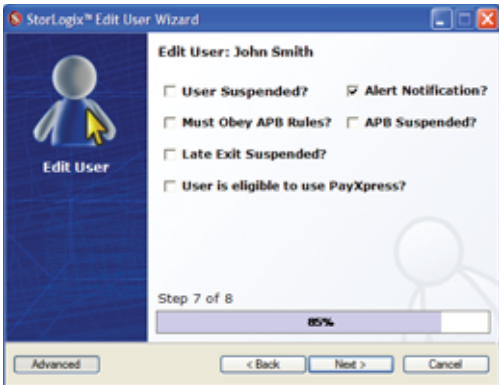 StorLogix™ Edit User Wizard
Edit User: John Smith
User Suspended? Alert Notification?
Must Obey APB Rules? APB Suspended?
Late Exit Suspended?
User is eligible to use PayXpress?
Edit User
Step 7 of 8
85%
Advanced < Back Next > Cancel